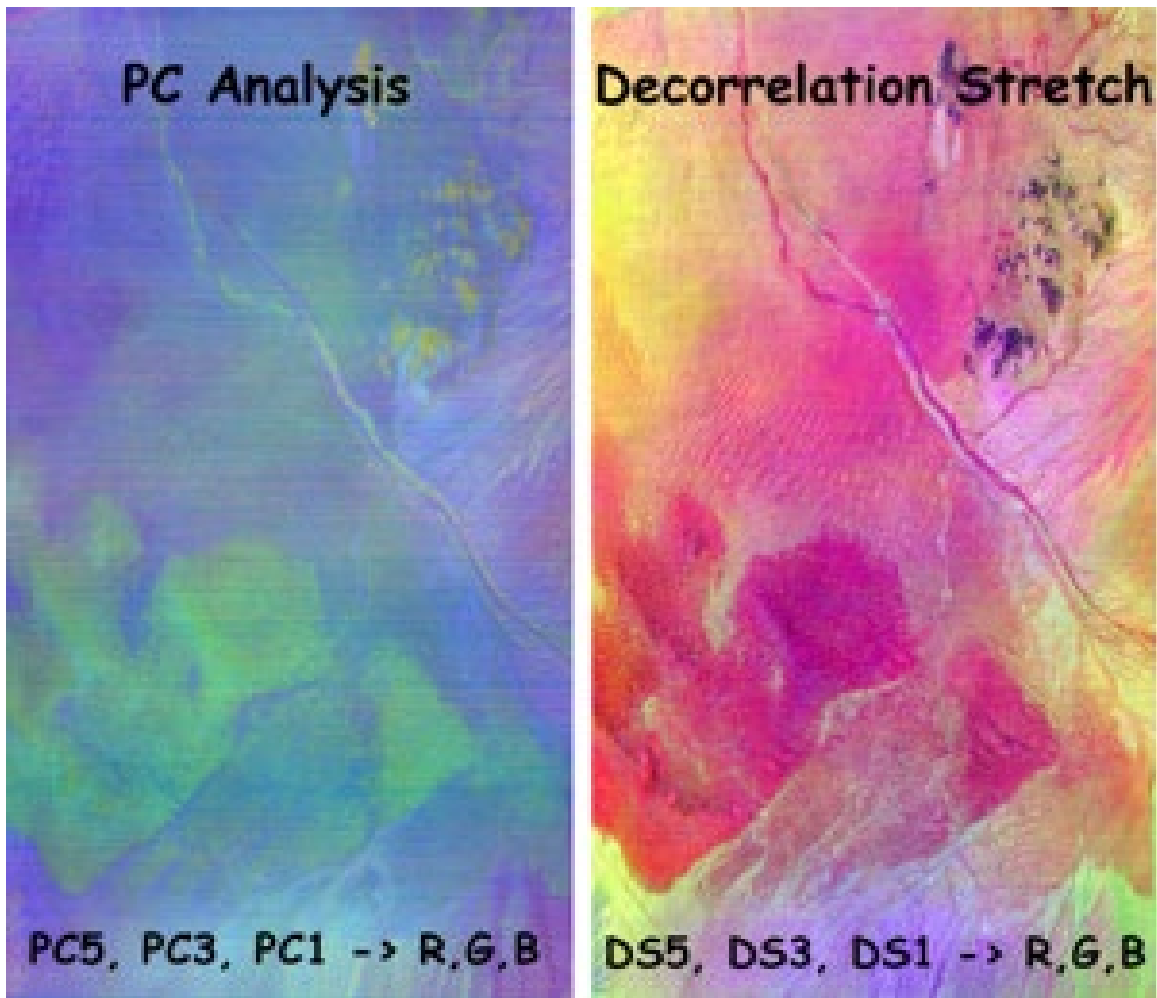 PC Analysis
Decorrelation Stretch
PC5, PC3, PC1 -> R,G,B
DS5, DS3, DS1 -> R,G,B